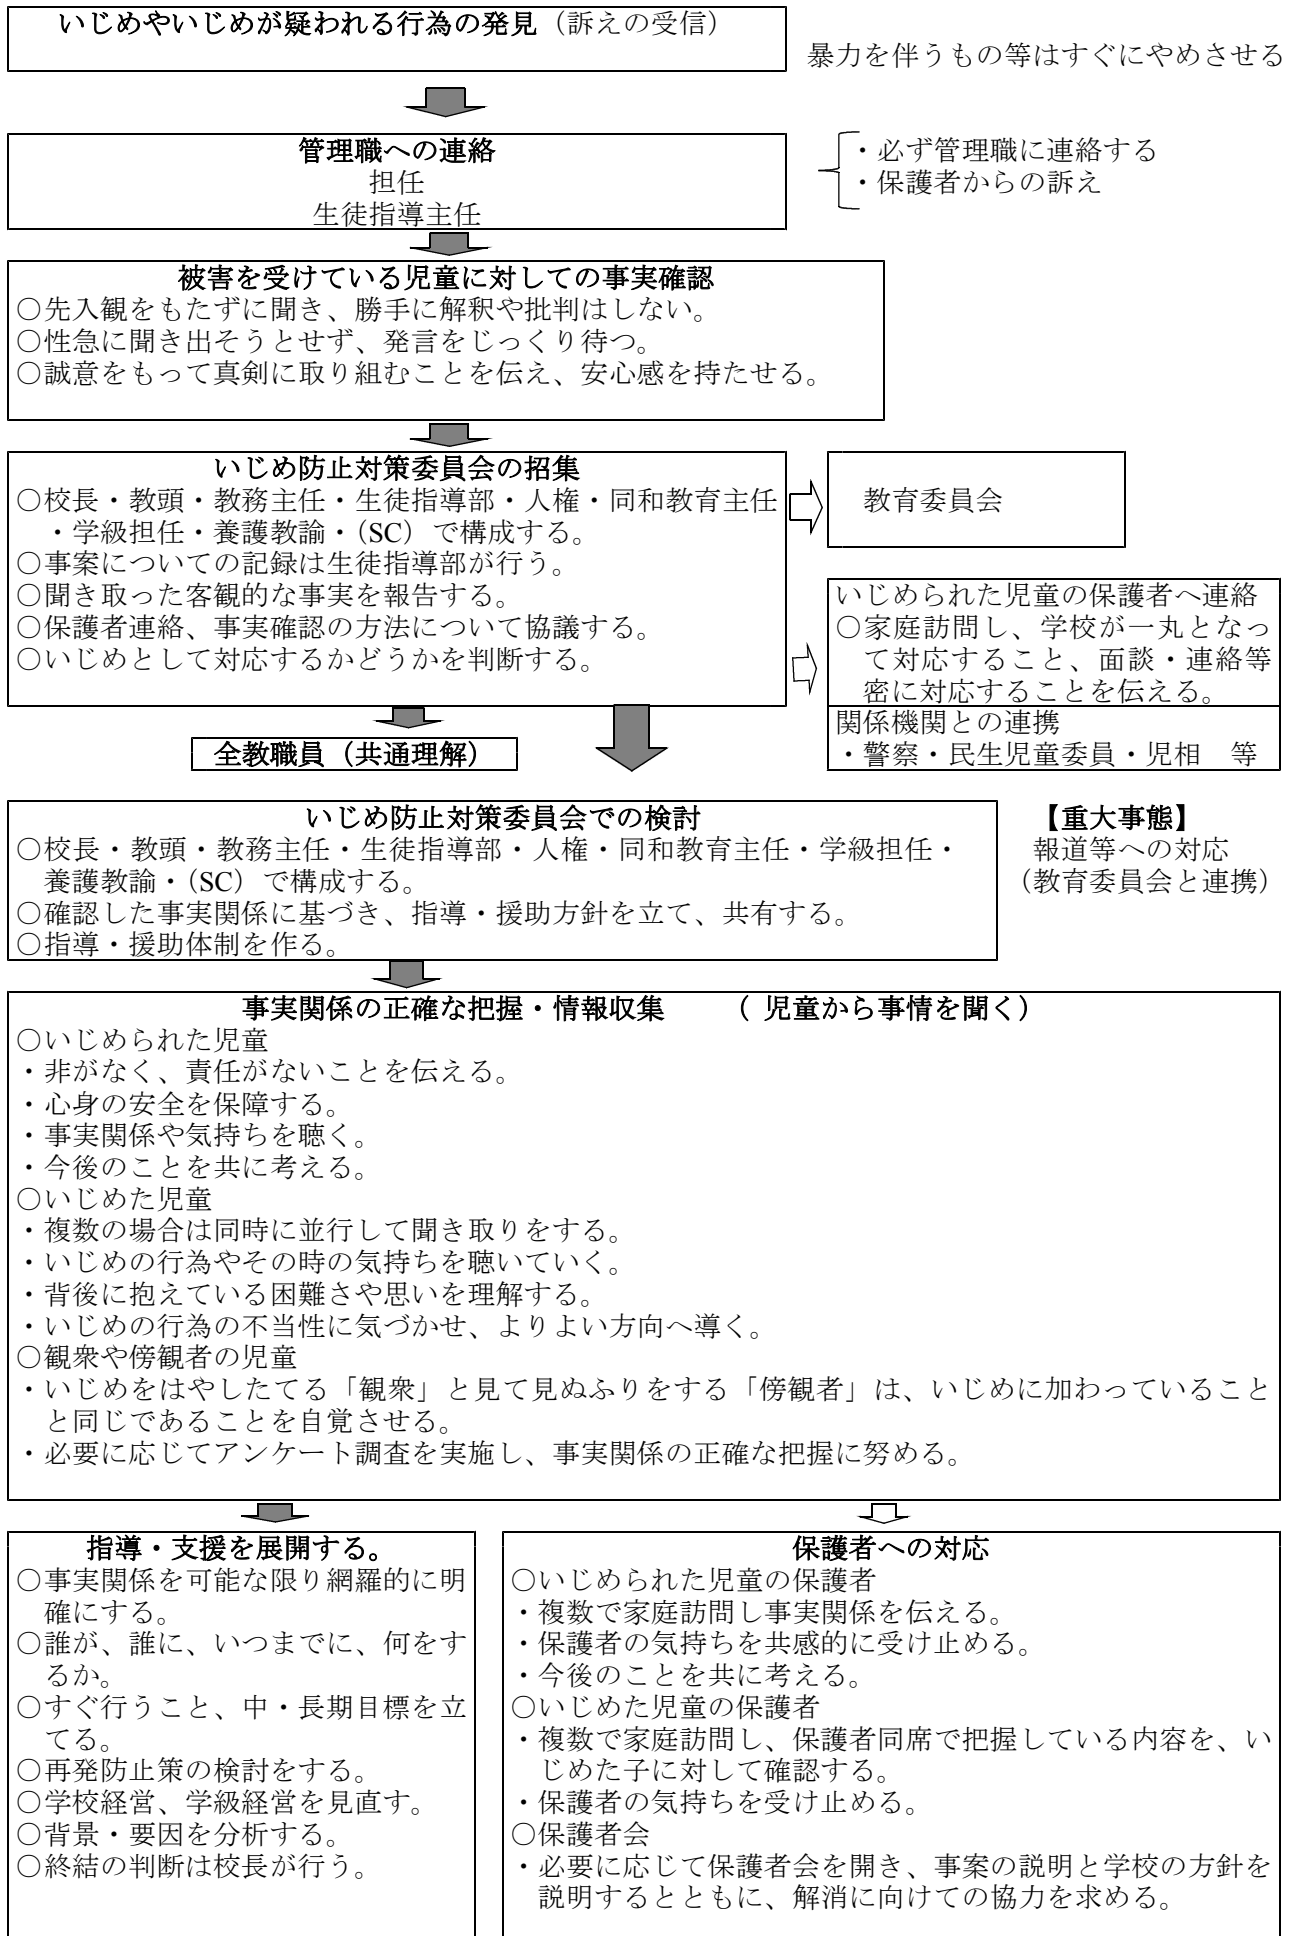 いじめやいじめが疑われる行為の発見（訴えの受信）
暴力を伴うもの等はすぐにやめさせる
管理職への連絡
担任
生徒指導主任
・必ず管理職に連絡する
・保護者からの訴え
被害を受けている児童に対しての事実確認
○先入観をもたずに聞き、勝手に解釈や批判はしない。
○性急に聞き出そうとせず、発言をじっくり待つ。
○誠意をもって真剣に取り組むことを伝え、安心感を持たせる。
いじめ防止対策委員会の招集
○校長・教頭・教務主任・生徒指導部・人権・同和教育主任
・学級担任・養護教諭・（SC）で構成する。
○事案についての記録は生徒指導部が行う。
○聞き取った客観的な事実を報告する。
○保護者連絡、事実確認の方法について協議する。
○いじめとして対応するかどうかを判断する。
教育委員会
いじめられた児童の保護者へ連絡
○家庭訪問し、学校が一丸となっ
て対応すること、面談・連絡等
密に対応することを伝える。
関係機関との連携
・警察・民生児童委員・児相　等
全教職員（共通理解）
いじめ防止対策委員会での検討
○校長・教頭・教務主任・生徒指導部・人権・同和教育主任・学級担任・
養護教諭・（SC）で構成する。
○確認した事実関係に基づき、指導・援助方針を立て、共有する。
○指導・援助体制を作る。
【重大事態】
報道等への対応
（教育委員会と連携）
事実関係の正確な把握・情報収集　　（ 児童から事情を聞く）
○いじめられた児童
・非がなく、責任がないことを伝える。
・心身の安全を保障する。
・事実関係や気持ちを聴く。
・今後のことを共に考える。
○いじめた児童
・複数の場合は同時に並行して聞き取りをする。
・いじめの行為やその時の気持ちを聴いていく。
・背後に抱えている困難さや思いを理解する。
・いじめの行為の不当性に気づかせ、よりよい方向へ導く。
○観衆や傍観者の児童
・いじめをはやしたてる「観衆」と見て見ぬふりをする「傍観者」は、いじめに加わっていること
と同じであることを自覚させる。
・必要に応じてアンケート調査を実施し、事実関係の正確な把握に努める。
指導・支援を展開する。
○事実関係を可能な限り網羅的に明
確にする。
○誰が、誰に、いつまでに、何をす
るか。
○すぐ行うこと、中・長期目標を立
てる。
○再発防止策の検討をする。
○学校経営、学級経営を見直す。
○背景・要因を分析する。
○終結の判断は校長が行う。
保護者への対応
○いじめられた児童の保護者
・複数で家庭訪問し事実関係を伝える。
・保護者の気持ちを共感的に受け止める。
・今後のことを共に考える。
○いじめた児童の保護者
・複数で家庭訪問し、保護者同席で把握している内容を、い
じめた子に対して確認する。
・保護者の気持ちを受け止める。
○保護者会
・必要に応じて保護者会を開き、事案の説明と学校の方針を
説明するとともに、解消に向けての協力を求める。